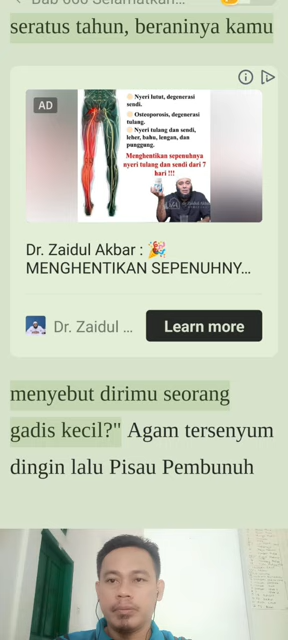 seratus tahun, beraninya kamu
AD
Nyeri lutut, degenerasi
sendi.
Osteoporosis, degenerasi
tulang.
Nyeri tulang dan sendi,
leher, bahu, lengan, dan
punggung.
Menghentikan sepenuhnya
nyeri tulang dan sendi dari 7
hari !!!
Dr. Zaidul Akbar : 🎉
MENGHENTIKAN SEPENUHNY...
Dr. Zaidul ...
Learn more
menyebut dirimu seorang
gadis kecil?" Agam tersenyum
dingin lalu Pisau Pembunuh